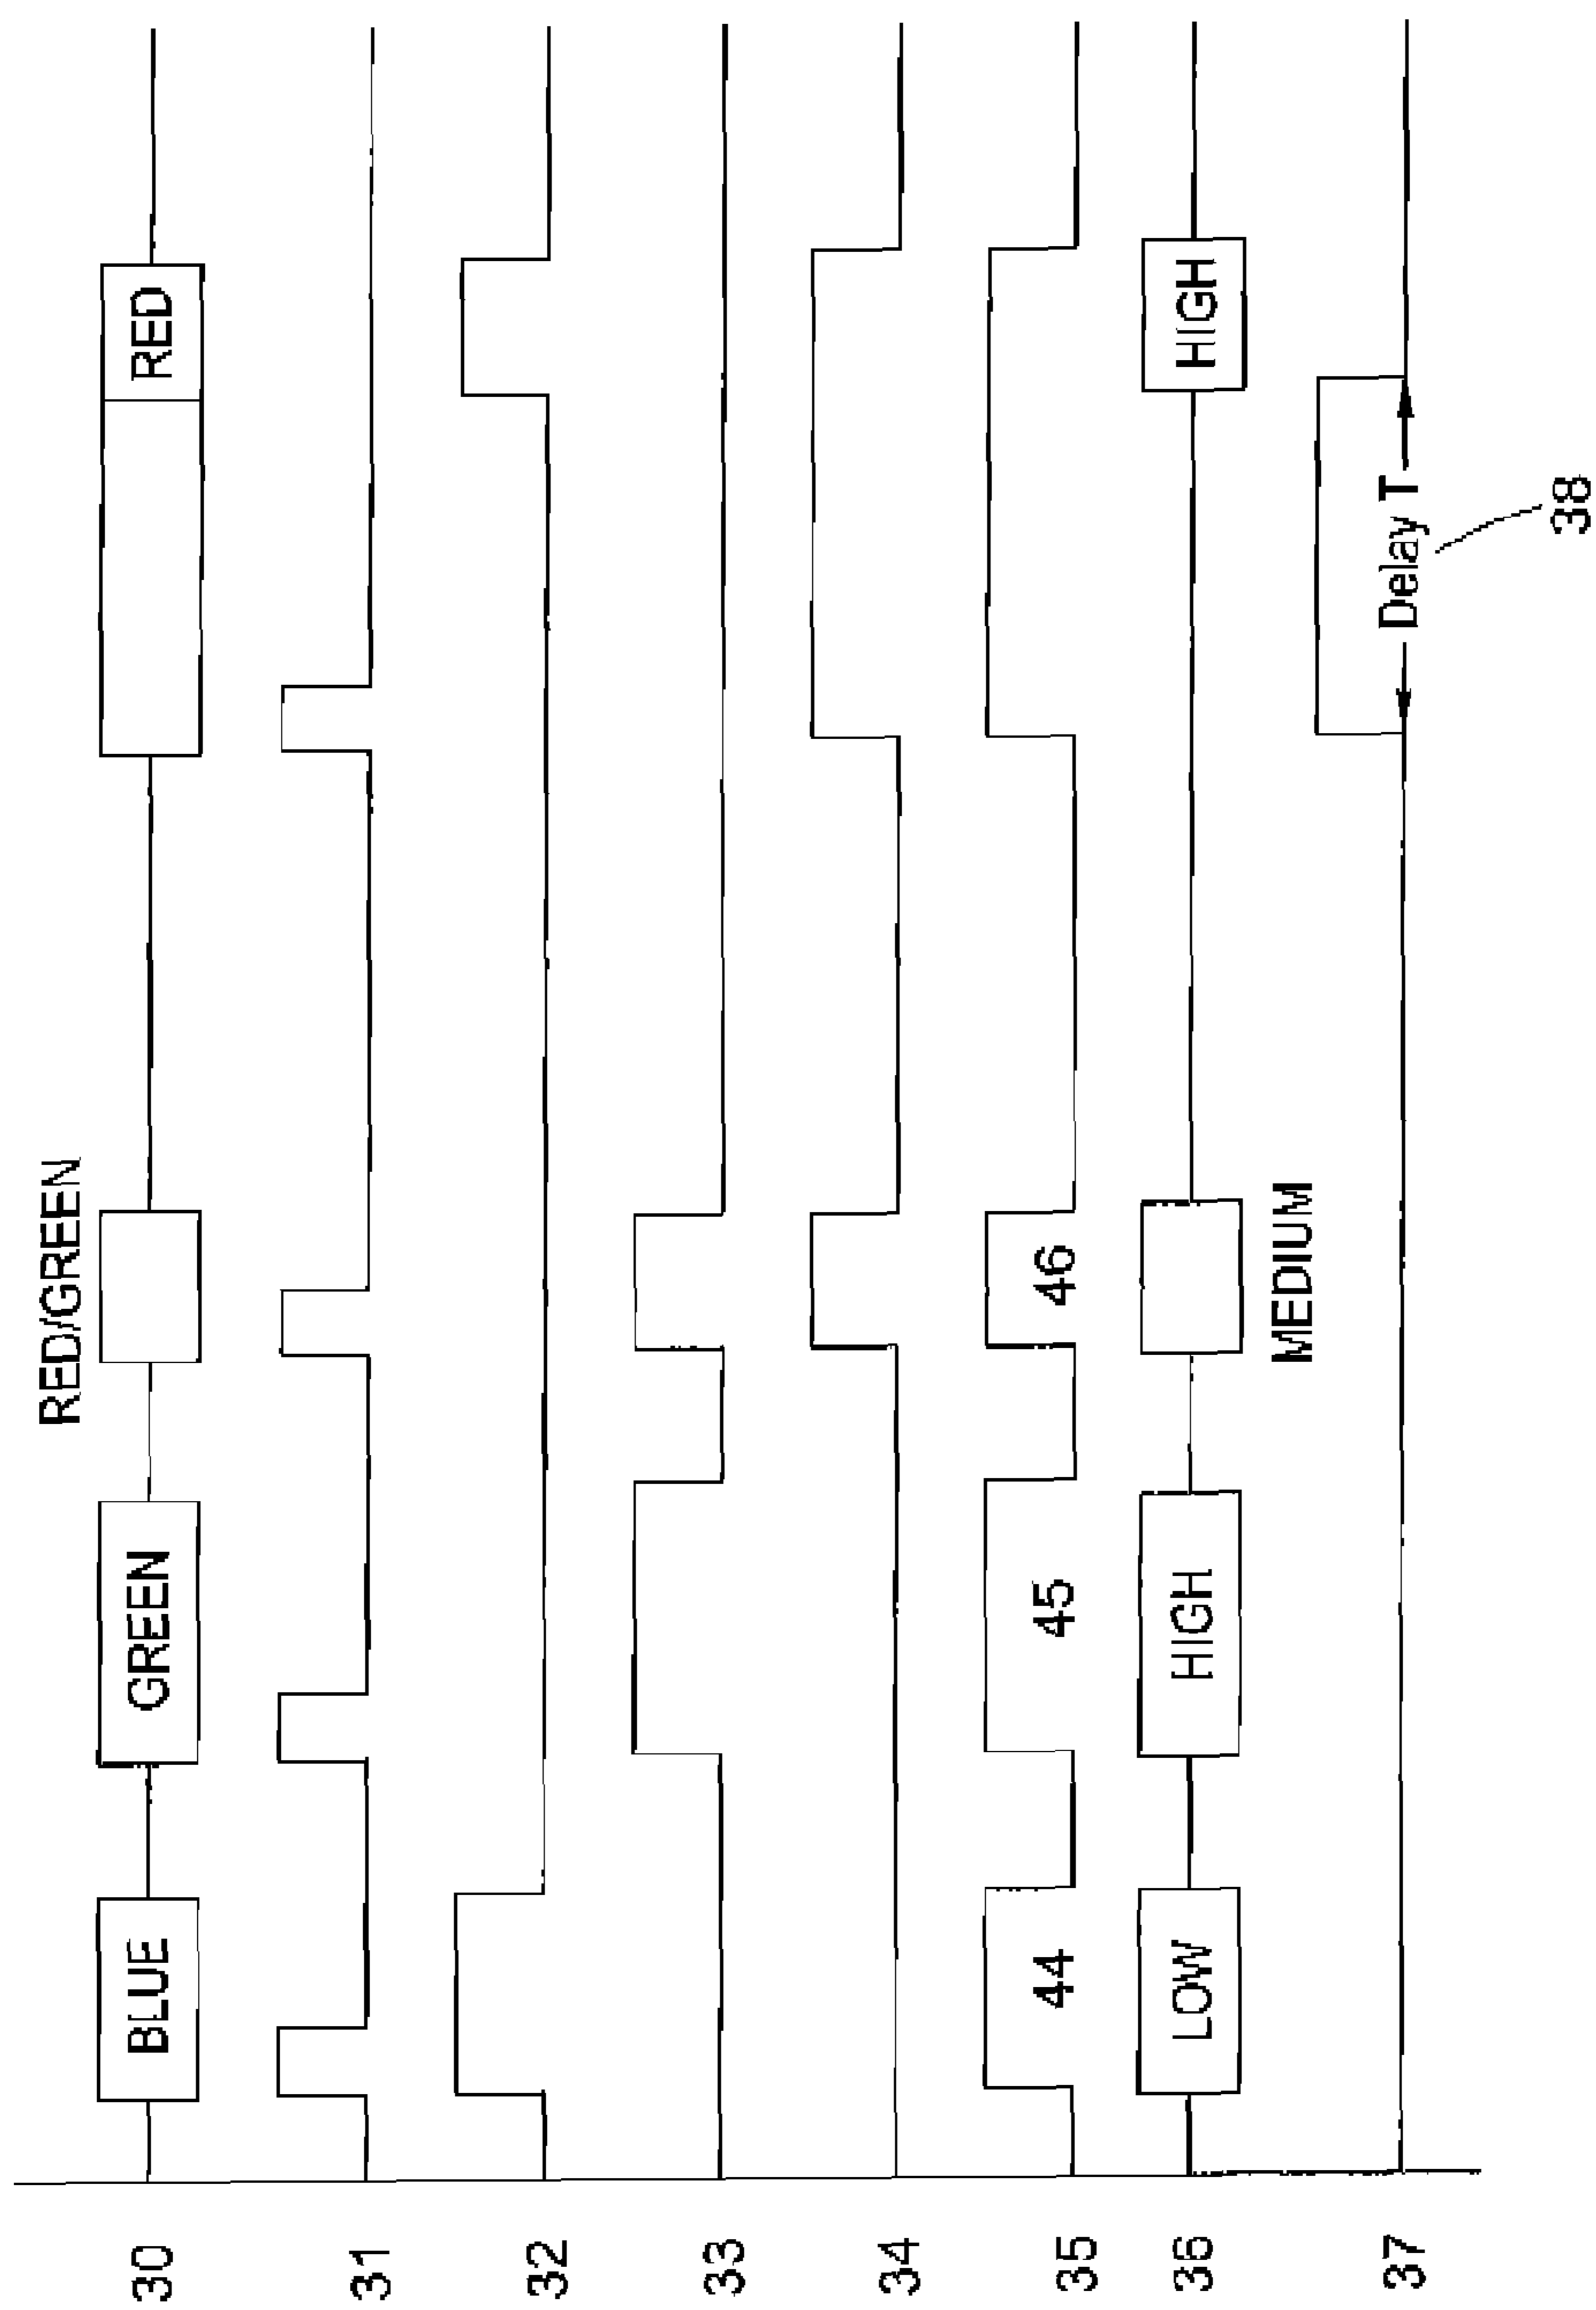 RED/GREEN
30 BLUE GREEN RED
31
32
33
34
35 44 45 46
36 LOW HIGH HIGH
MEDIUM
37 Delay T
38